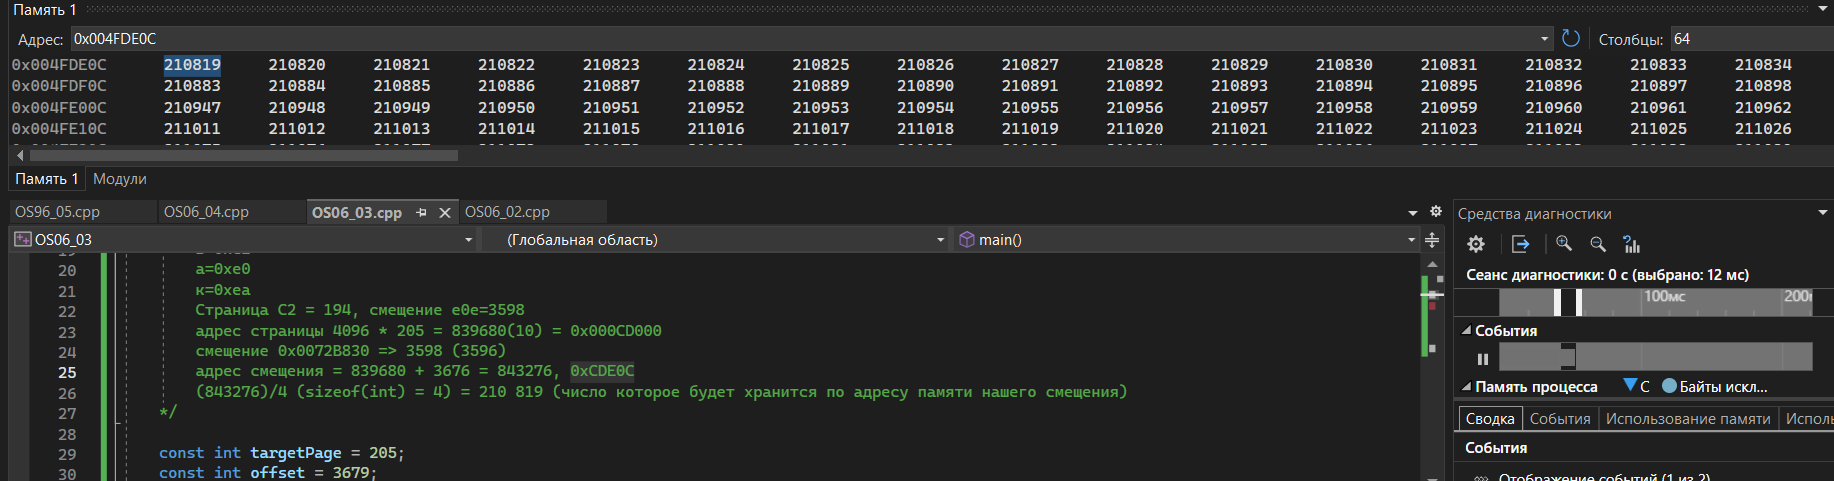 Память 1
Адрес: 0x004FDE0C Столбцы: 64
0x004FDE0C 210819 210820 210821 210822 210823 210824 210825 210826 210827 210828 210829 210830 210831 210832 210833 210834
0x004FDF0C 210883 210884 210885 210886 210887 210888 210889 210890 210891 210892 210893 210894 210895 210896 210897 210898
0x004FE00C 210947 210948 210949 210950 210951 210952 210953 210954 210955 210956 210957 210958 210959 210960 210961 210962
0x004FE10C 211011 211012 211013 211014 211015 211016 211017 211018 211019 211020 211021 211022 211023 211024 211025 211026
Память 1 Модули
OS96_05.cpp OS06_04.cpp OS06_03.cpp OS06_02.cpp
OS06_03 (Глобальная область) main()
20 а=0xe0
21 к=0xea
22 Страница C2 = 194, смещение e0e=3598
23 адрес страницы 4096 * 205 = 839680(10) = 0x000CD000
24 смещение 0x0072B830 => 3598 (3596)
25 адрес смещения = 839680 + 3676 = 843276, 0xCDE0C
26 (843276)/4 (sizeof(int) = 4) = 210 819 (число которое будет хранится по адресу памяти нашего смещения)
27 */
28
29 const int targetPage = 205;
30 const int offset = 3679;
Средства диагностики
Сеанс диагностики: 0 с (выбрано: 12 мс)
100мс
События
Память процесса С Байты искл...
Сводка События Использование памяти
События
Отображение событий (1 из 2)